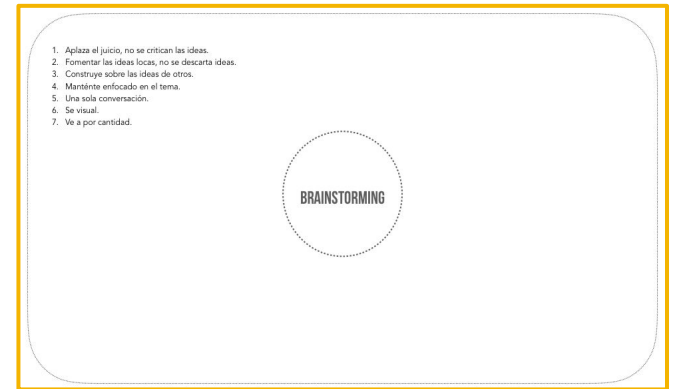 1. Aplaza el juicio, no se critican las ideas.
2. Fomentar las ideas locas, no se descarta ideas.
3. Construye sobre las ideas de otros.
4. Manténte enfocado en el tema.
5. Una sola conversación.
6. Se visual.
7. Ve a por cantidad.
BRAINSTORMING